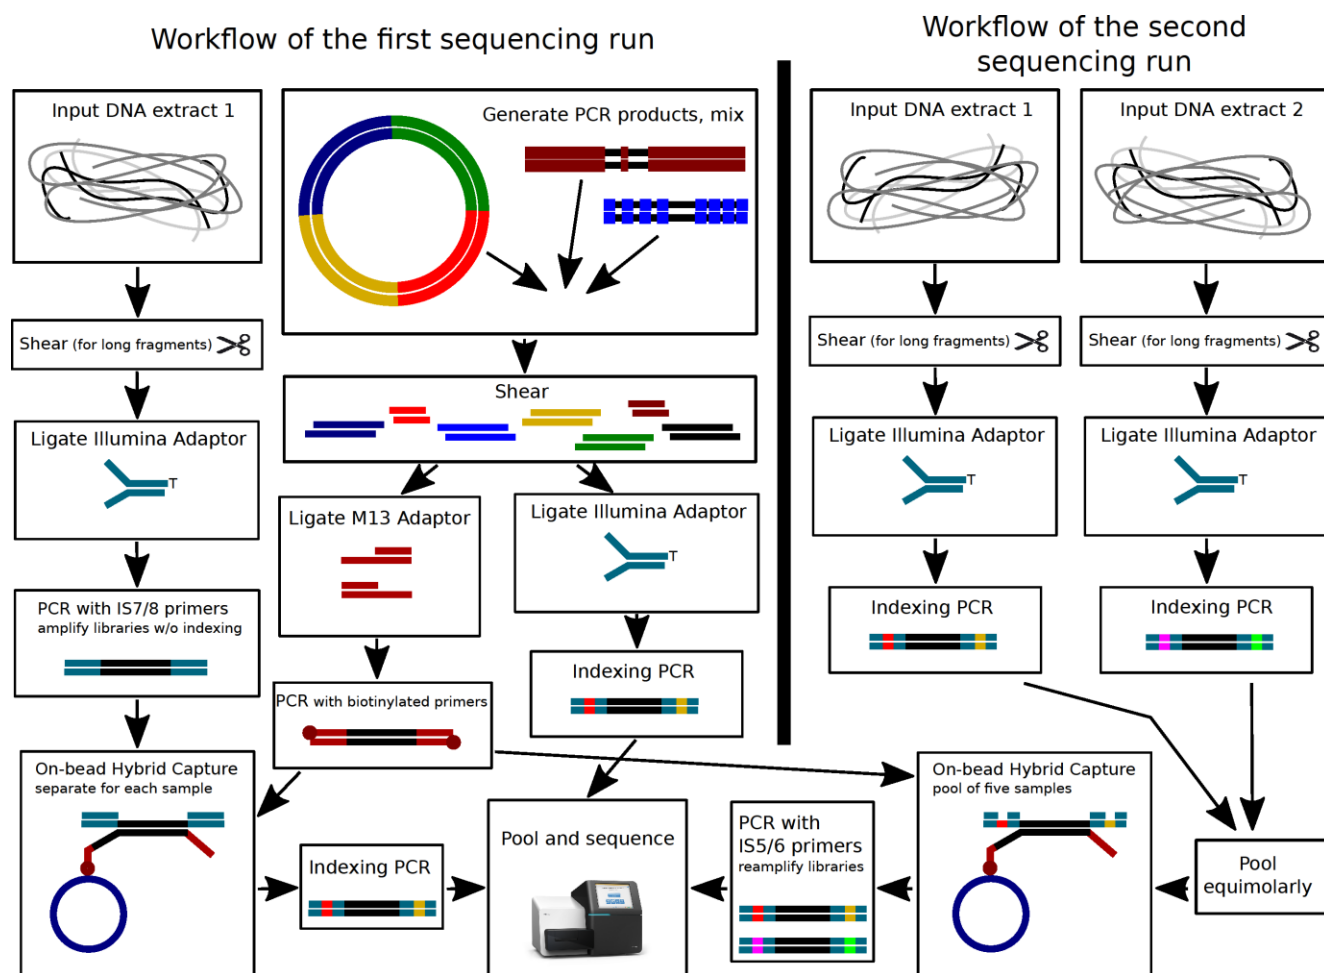 Workflow of the first sequencing run
Workflow of the second
sequencing run
Input DNA extract 1
Generate PCR products, mix
Input DNA extract 1
Input DNA extract 2
Shear (for long fragments)
Shear
Shear (for long fragments)
Shear (for long fragments)
Ligate Illumina Adaptor
T
Ligate M13 Adaptor
Ligate Illumina Adaptor
T
Ligate Illumina Adaptor
T
Ligate Illumina Adaptor
T
PCR with IS7/8 primers
amplify libraries w/o indexing
PCR with biotinylated primers
Indexing PCR
Indexing PCR
Indexing PCR
On-bead Hybrid Capture
separate for each sample
Indexing PCR
Pool and sequence
PCR with
IS5/6 primers
reamplify libraries
On-bead Hybrid Capture
pool of five samples
Pool
equimolarly